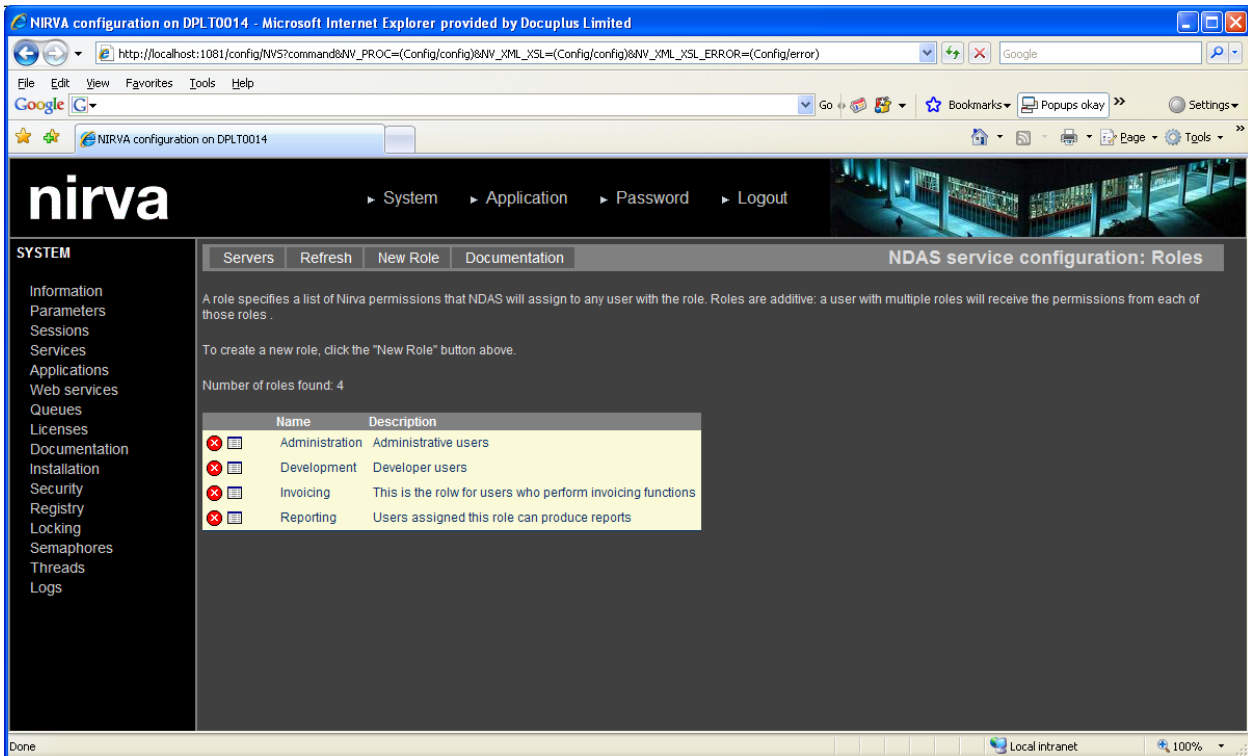 NIRVA configuration on DPLT0014 - Microsoft Internet Explorer provided by Docuplus Limited
http://localhost:1081/config/NVS?command&NV_PROC=(Config/config)&NV_XML_XSL=(Config/config)&NV_XML_XSL_ERROR=(Config/error)
Google
File Edit View Favorites Tools Help
Google G Go Bookmarks Popups okay >> Settings
NIRVA configuration on DPLT0014 Page Tools >>
nirva
System Application Password Logout
SYSTEM
Information
Parameters
Sessions
Services
Applications
Web services
Queues
Licenses
Documentation
Installation
Security
Registry
Locking
Semaphores
Threads
Logs
Servers Refresh New Role Documentation NDAS service configuration: Roles
A role specifies a list of Nirva permissions that NDAS will assign to any user with the role. Roles are additive: a user with multiple roles will receive the permissions from each of
those roles .
To create a new role, click the "New Role" button above.
Number of roles found: 4
Name Description
Administration Administrative users
Development Developer users
Invoicing This is the rolw for users who perform invoicing functions
Reporting Users assigned this role can produce reports
Done Local intranet 100%